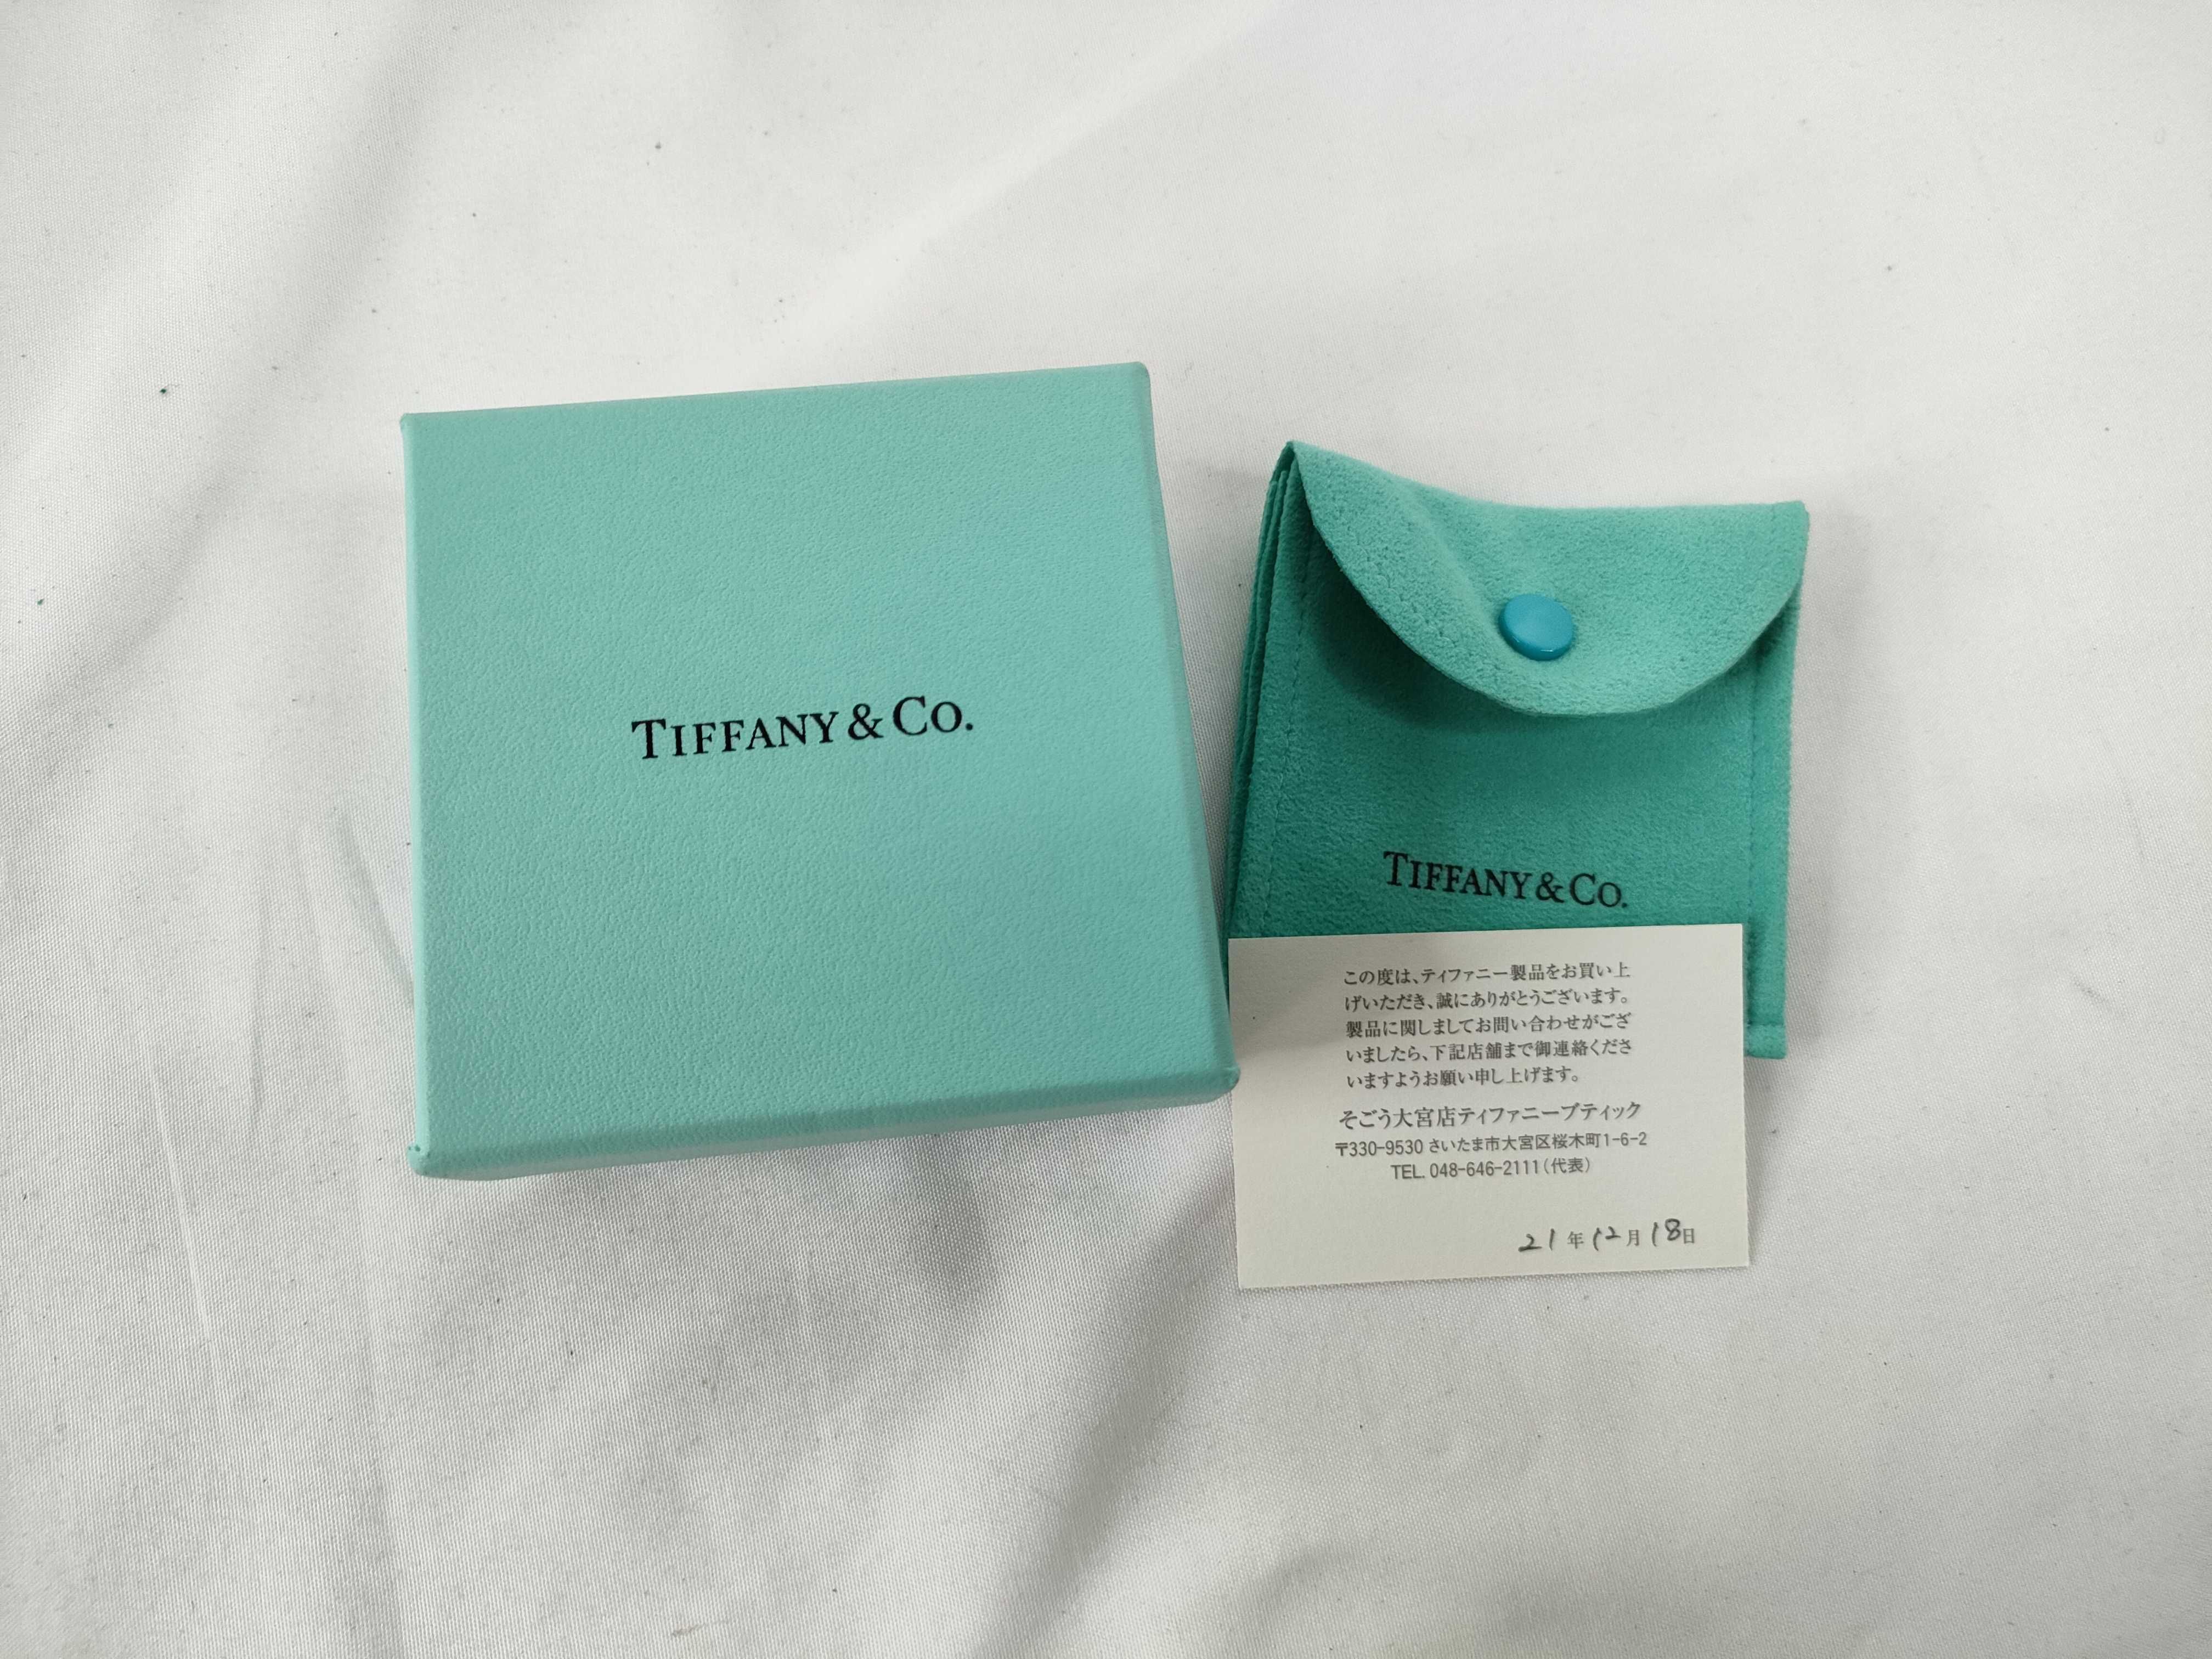 TIFFANY & CO.
TIFFANY & CO.
この度は、ティファニー製品をお買い上
げいただき、誠にありがとうございます。
製品に関しましてお問い合わせがござ
いましたら、下記店舗まで御連絡くださ
いますようお願い申し上げます。
そごう大宮店ティファニーブティック
〒330-9530 さいたま市大宮区桜木町1-6-2
TEL. 048-646-2111(代表)
21年12月18日